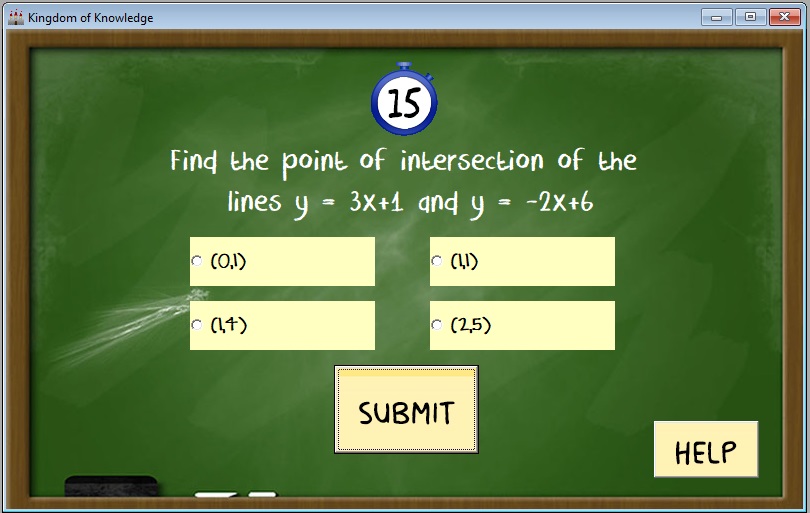 Kingdom of Knowledge
15
Find the point of intersection of the
lines y = 3x+1 and y = -2x+6
(0,1)
(1,1)
(1,4)
(2,5)
SUBMIT
HELP